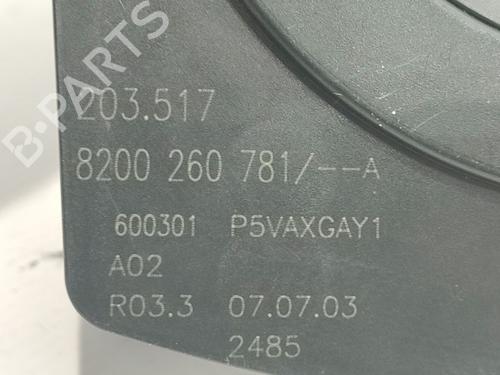 B-PARTS
203.517
8200 260 781/--A
600301 P5VAXGAY1
A02
R03.3 07.07.03
2485